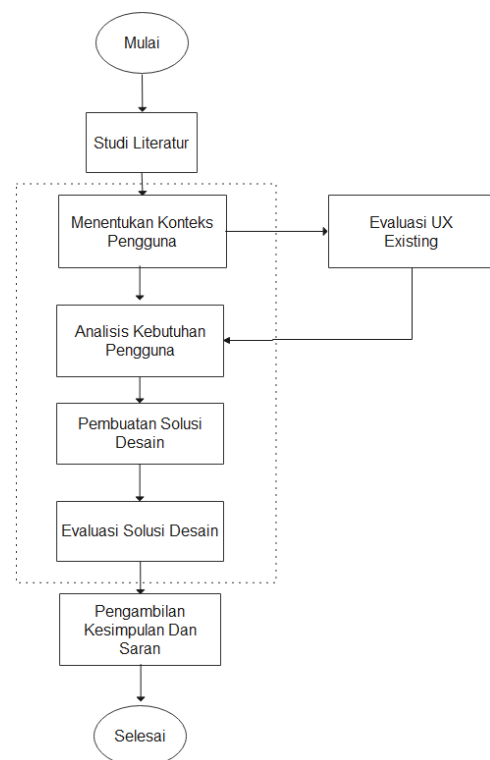 Mulai
Studi Literatur
Menentukan Konteks
Pengguna
Evaluasi UX
Existing
Analisis Kebutuhan
Pengguna
Pembuatan Solusi
Desain
Evaluasi Solusi Desain
Pengambilan
Kesimpulan Dan
Saran
Selesai